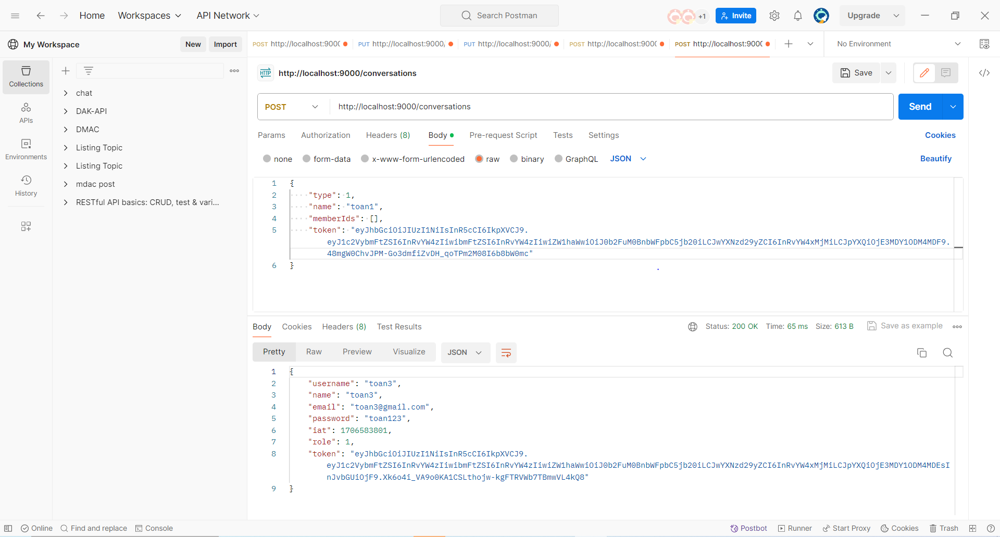 Home
Workspaces
API Network
Search Postman
+1
Invite
Upgrade
My Workspace
New
Import
POST http://localhost:9000
PUT http://localhost:9000/
PUT http://localhost:9000/
POST http://localhost:9000
POST http://localhost:9000
No Environment
Collections
APIs
Environments
History
chat
DAK-API
DMAC
Listing Topic
Listing Topic
mdac post
RESTful API basics: CRUD, test & vari...
HTTP http://localhost:9000/conversations
Save
POST
http://localhost:9000/conversations
Send
Params
Authorization
Headers (8)
Body
Pre-request Script
Tests
Settings
Cookies
none
form-data
x-www-form-urlencoded
raw
binary
GraphQL
JSON
Beautify
1 {
2 "type": 1,
3 "name": "toan1",
4 "memberIds": [],
5 "token": "eyJhbGciOiJIUzI1NiIsInR5cCI6IkpXVCJ9.
eyJ1c2VybmFtZSI6InRvYW4zIiwibmFtZSI6InRvYW4zIiwiZW1haWwiOiJ0b2FuM0BnbWFpbC5jb20iLCJwYXNzd29yZCI6InRvYW4xMjMiLCJpYXQiOjE3MDY1ODM4MDF9.
48mgW0ChvJPM-Go3dmfiZvDH_qoTPm2M08I6b8bW0mc"
6 }
Body
Cookies
Headers (8)
Test Results
Status: 200 OK
Time: 65 ms
Size: 613 B
Save as example
Pretty
Raw
Preview
Visualize
JSON
1 {
2 "username": "toan3",
3 "name": "toan3",
4 "email": "toan3@gmail.com",
5 "password": "toan123",
6 "iat": 1706583801,
7 "role": 1,
8 "token": "eyJhbGciOiJIUzI1NiIsInR5cCI6IkpXVCJ9.
eyJ1c2VybmFtZSI6InRvYW4zIiwibmFtZSI6InRvYW4zIiwiZW1haWwiOiJ0b2FuM0BnbWFpbC5jb20iLCJwYXNzd29yZCI6InRvYW4xMjMiLCJpYXQiOjE3MDY1ODM4MDEsI
nJvbGUiOjF9.Xk6o4i_VA9o0KA1CSLthojw-kgFTRVWb7TBmwVL4kQ8"
9 }
Online
Find and replace
Console
Postbot
Runner
Start Proxy
Cookies
Trash